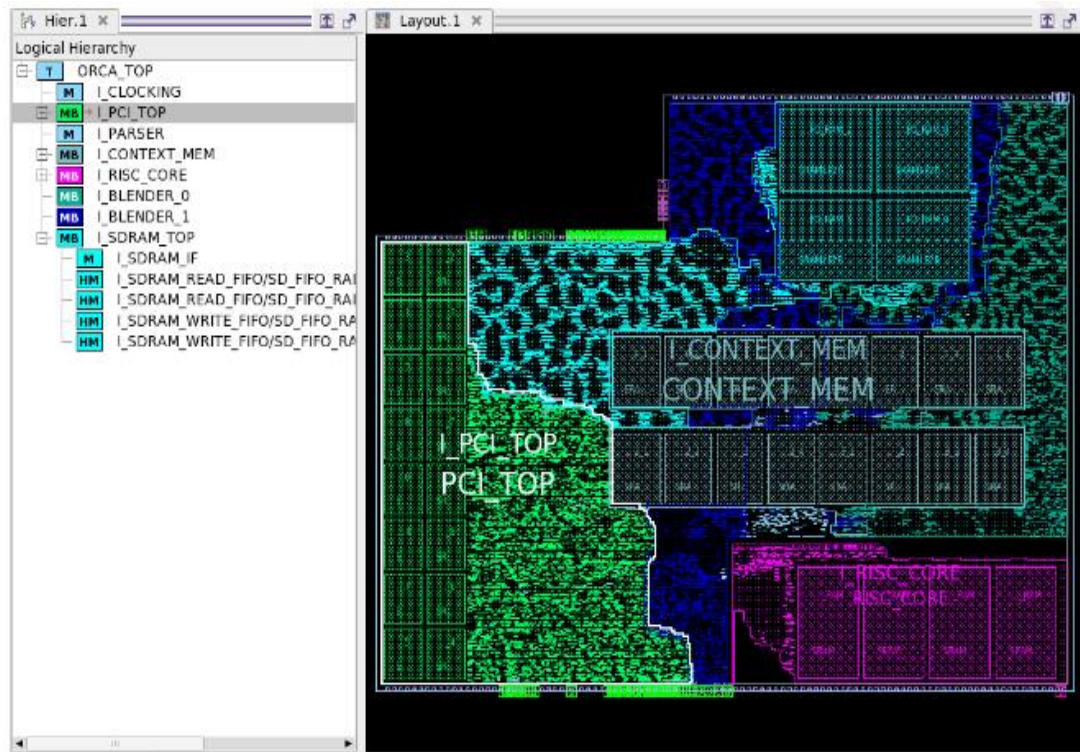 Hier.1
Layout.1
Logical Hierarchy
T ORCA_TOP
M I_CLOCKING
MB I_PCI_TOP
M I_PARSER
MB I_CONTEXT_MEM
MB I_RISC_CORE
MB I_BLENDER_0
MB I_BLENDER_1
MB I_SDRAM_TOP
M I_SDRAM_IF
HM I_SDRAM_READ_FIFO/SD_FIFO_RA
HM I_SDRAM_READ_FIFO/SD_FIFO_RA
HM I_SDRAM_WRITE_FIFO/SD_FIFO_RA
HM I_SDRAM_WRITE_FIFO/SD_FIFO_RA
I_CONTEXT_MEM
CONTEXT_MEM
I_PCI_TOP
PCI_TOP
I_RISC_CORE
RISC_CORE